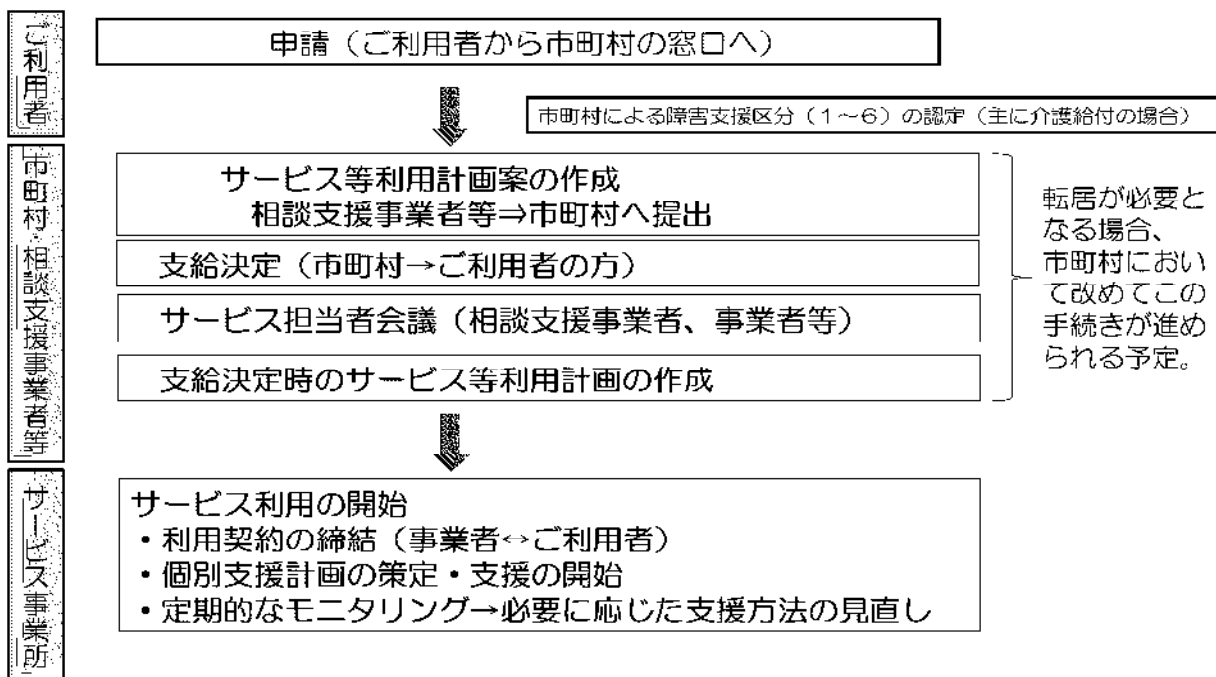 ご利用者
申請（ご利用者から市町村の窓口へ）
市町村による障害支援区分（１～６）の認定（主に介護給付の場合）
市町村・相談支援事業者等
サービス等利用計画案の作成
相談支援事業者等⇒市町村へ提出
支給決定（市町村→ご利用者の方）
サービス担当者会議（相談支援事業者、事業者等）
支給決定時のサービス等利用計画の作成
転居が必要と
なる場合、
市町村におい
て改めてこの
手続きが進め
られる予定。
サービス事業所
サービス利用の開始
・利用契約の締結（事業者↔ご利用者）
・個別支援計画の策定・支援の開始
・定期的なモニタリング→必要に応じた支援方法の見直し